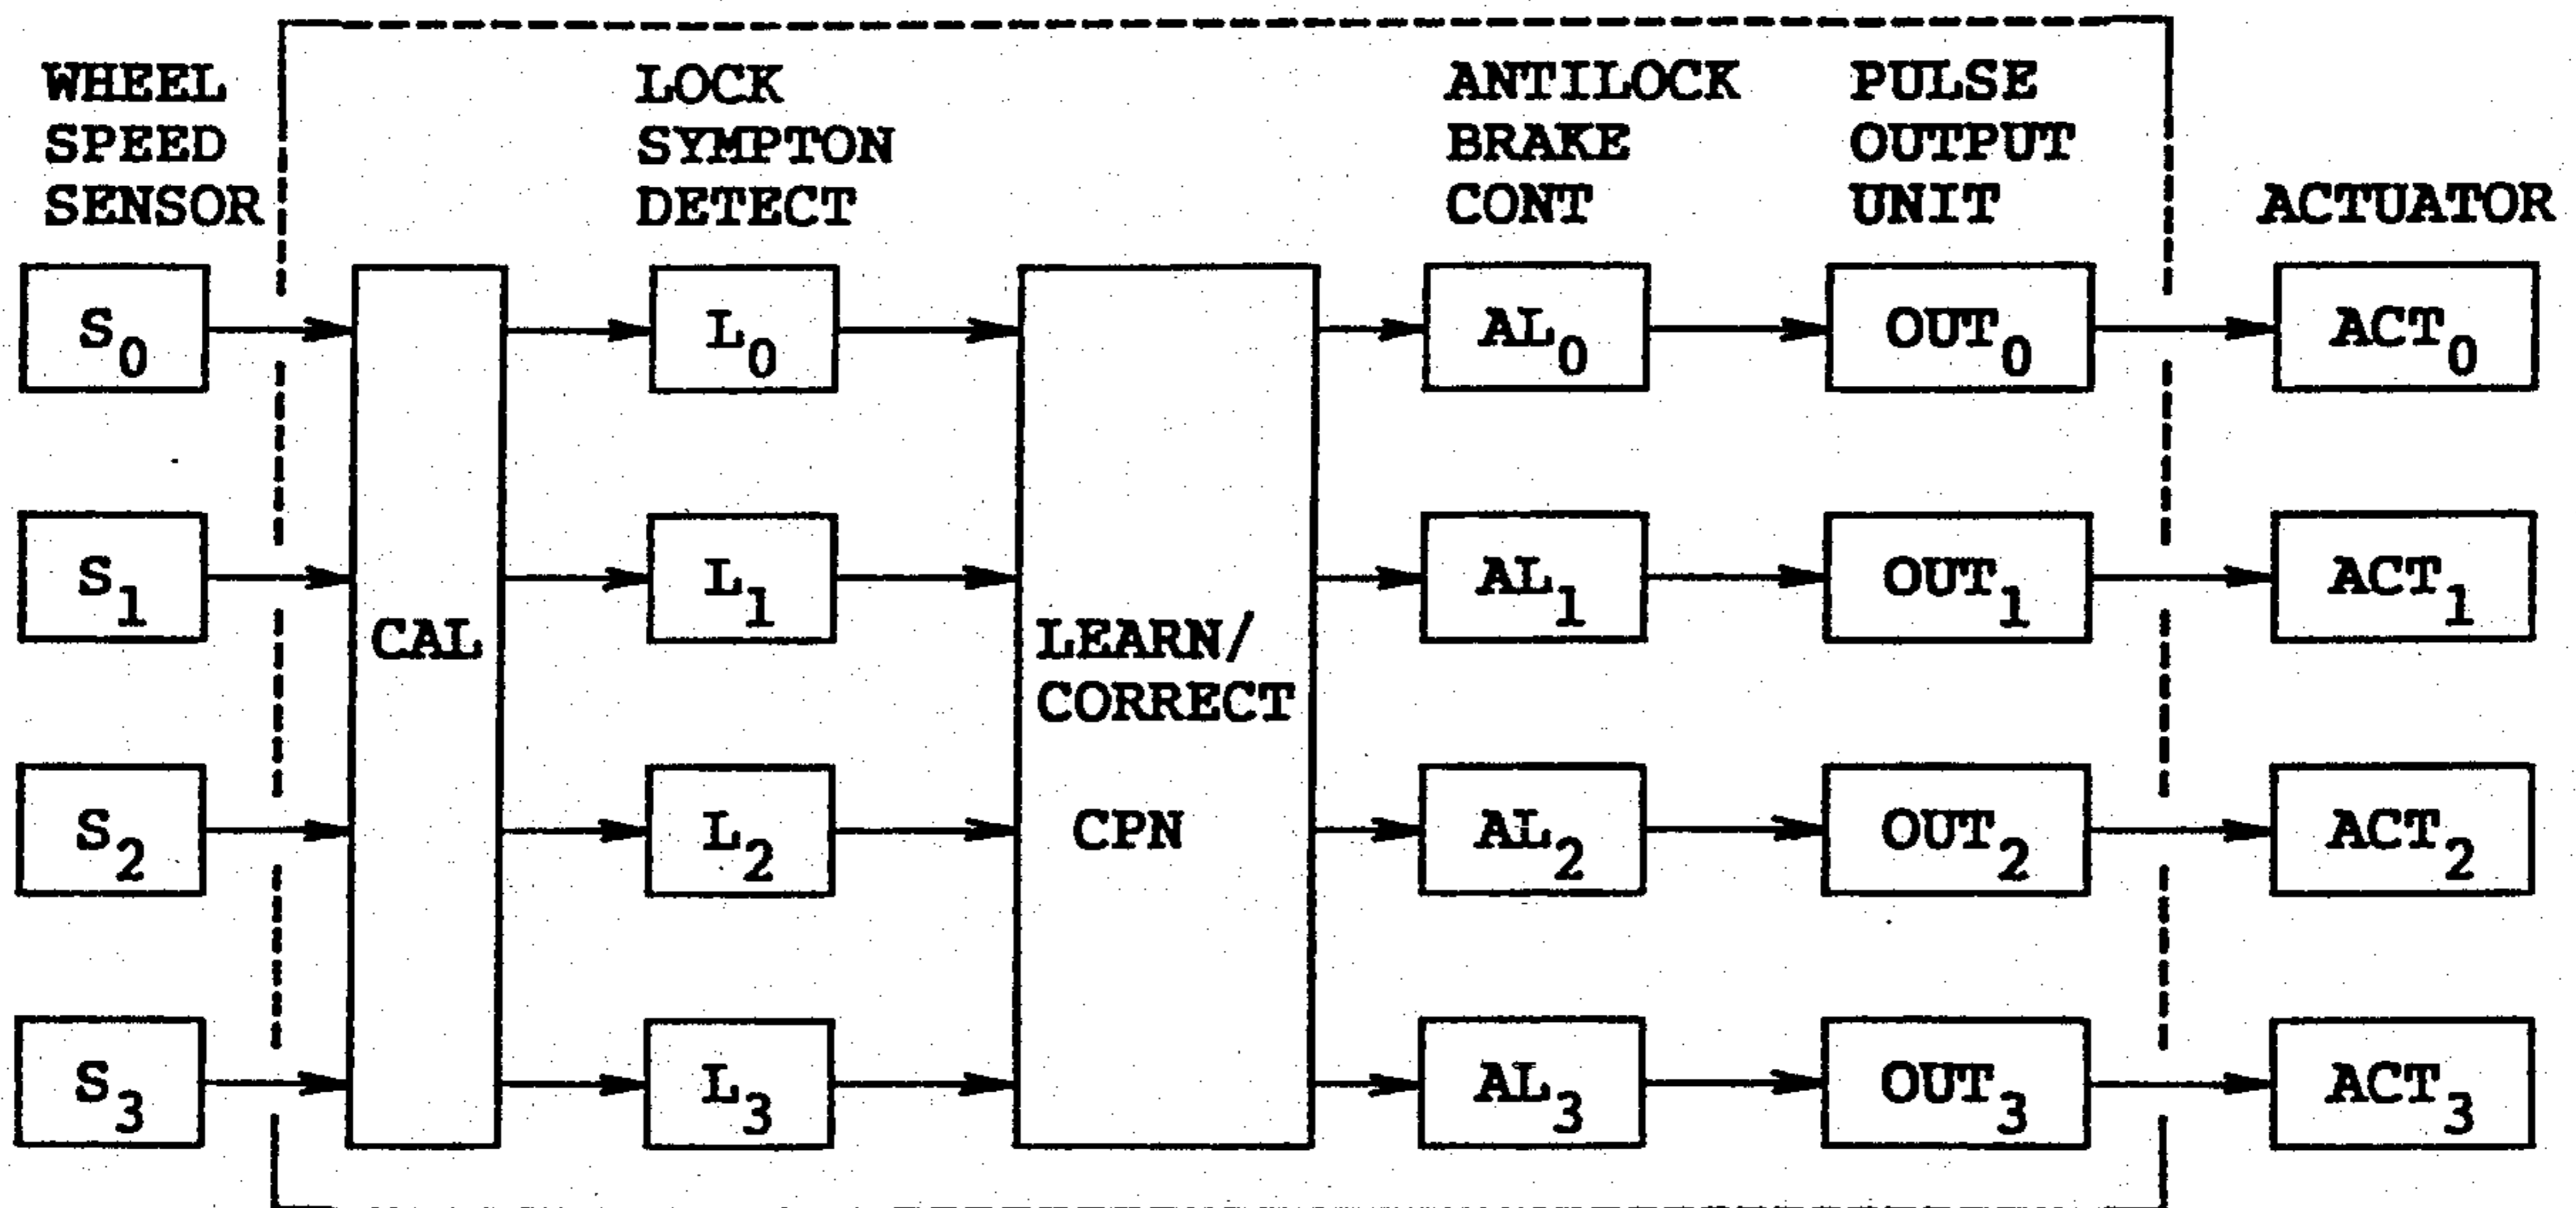 WHEEL
SPEED
SENSOR
LOCK
SYMPTON
DETECT
ANTILOCK
BRAKE
CONT
PULSE
OUTPUT
UNIT
ACTUATOR
S0
L0
AL0
OUT0
ACT0
S1
L1
AL1
OUT1
ACT1
CAL
LEARN/
CORRECT
CPN
S2
L2
AL2
OUT2
ACT2
S3
L3
AL3
OUT3
ACT3